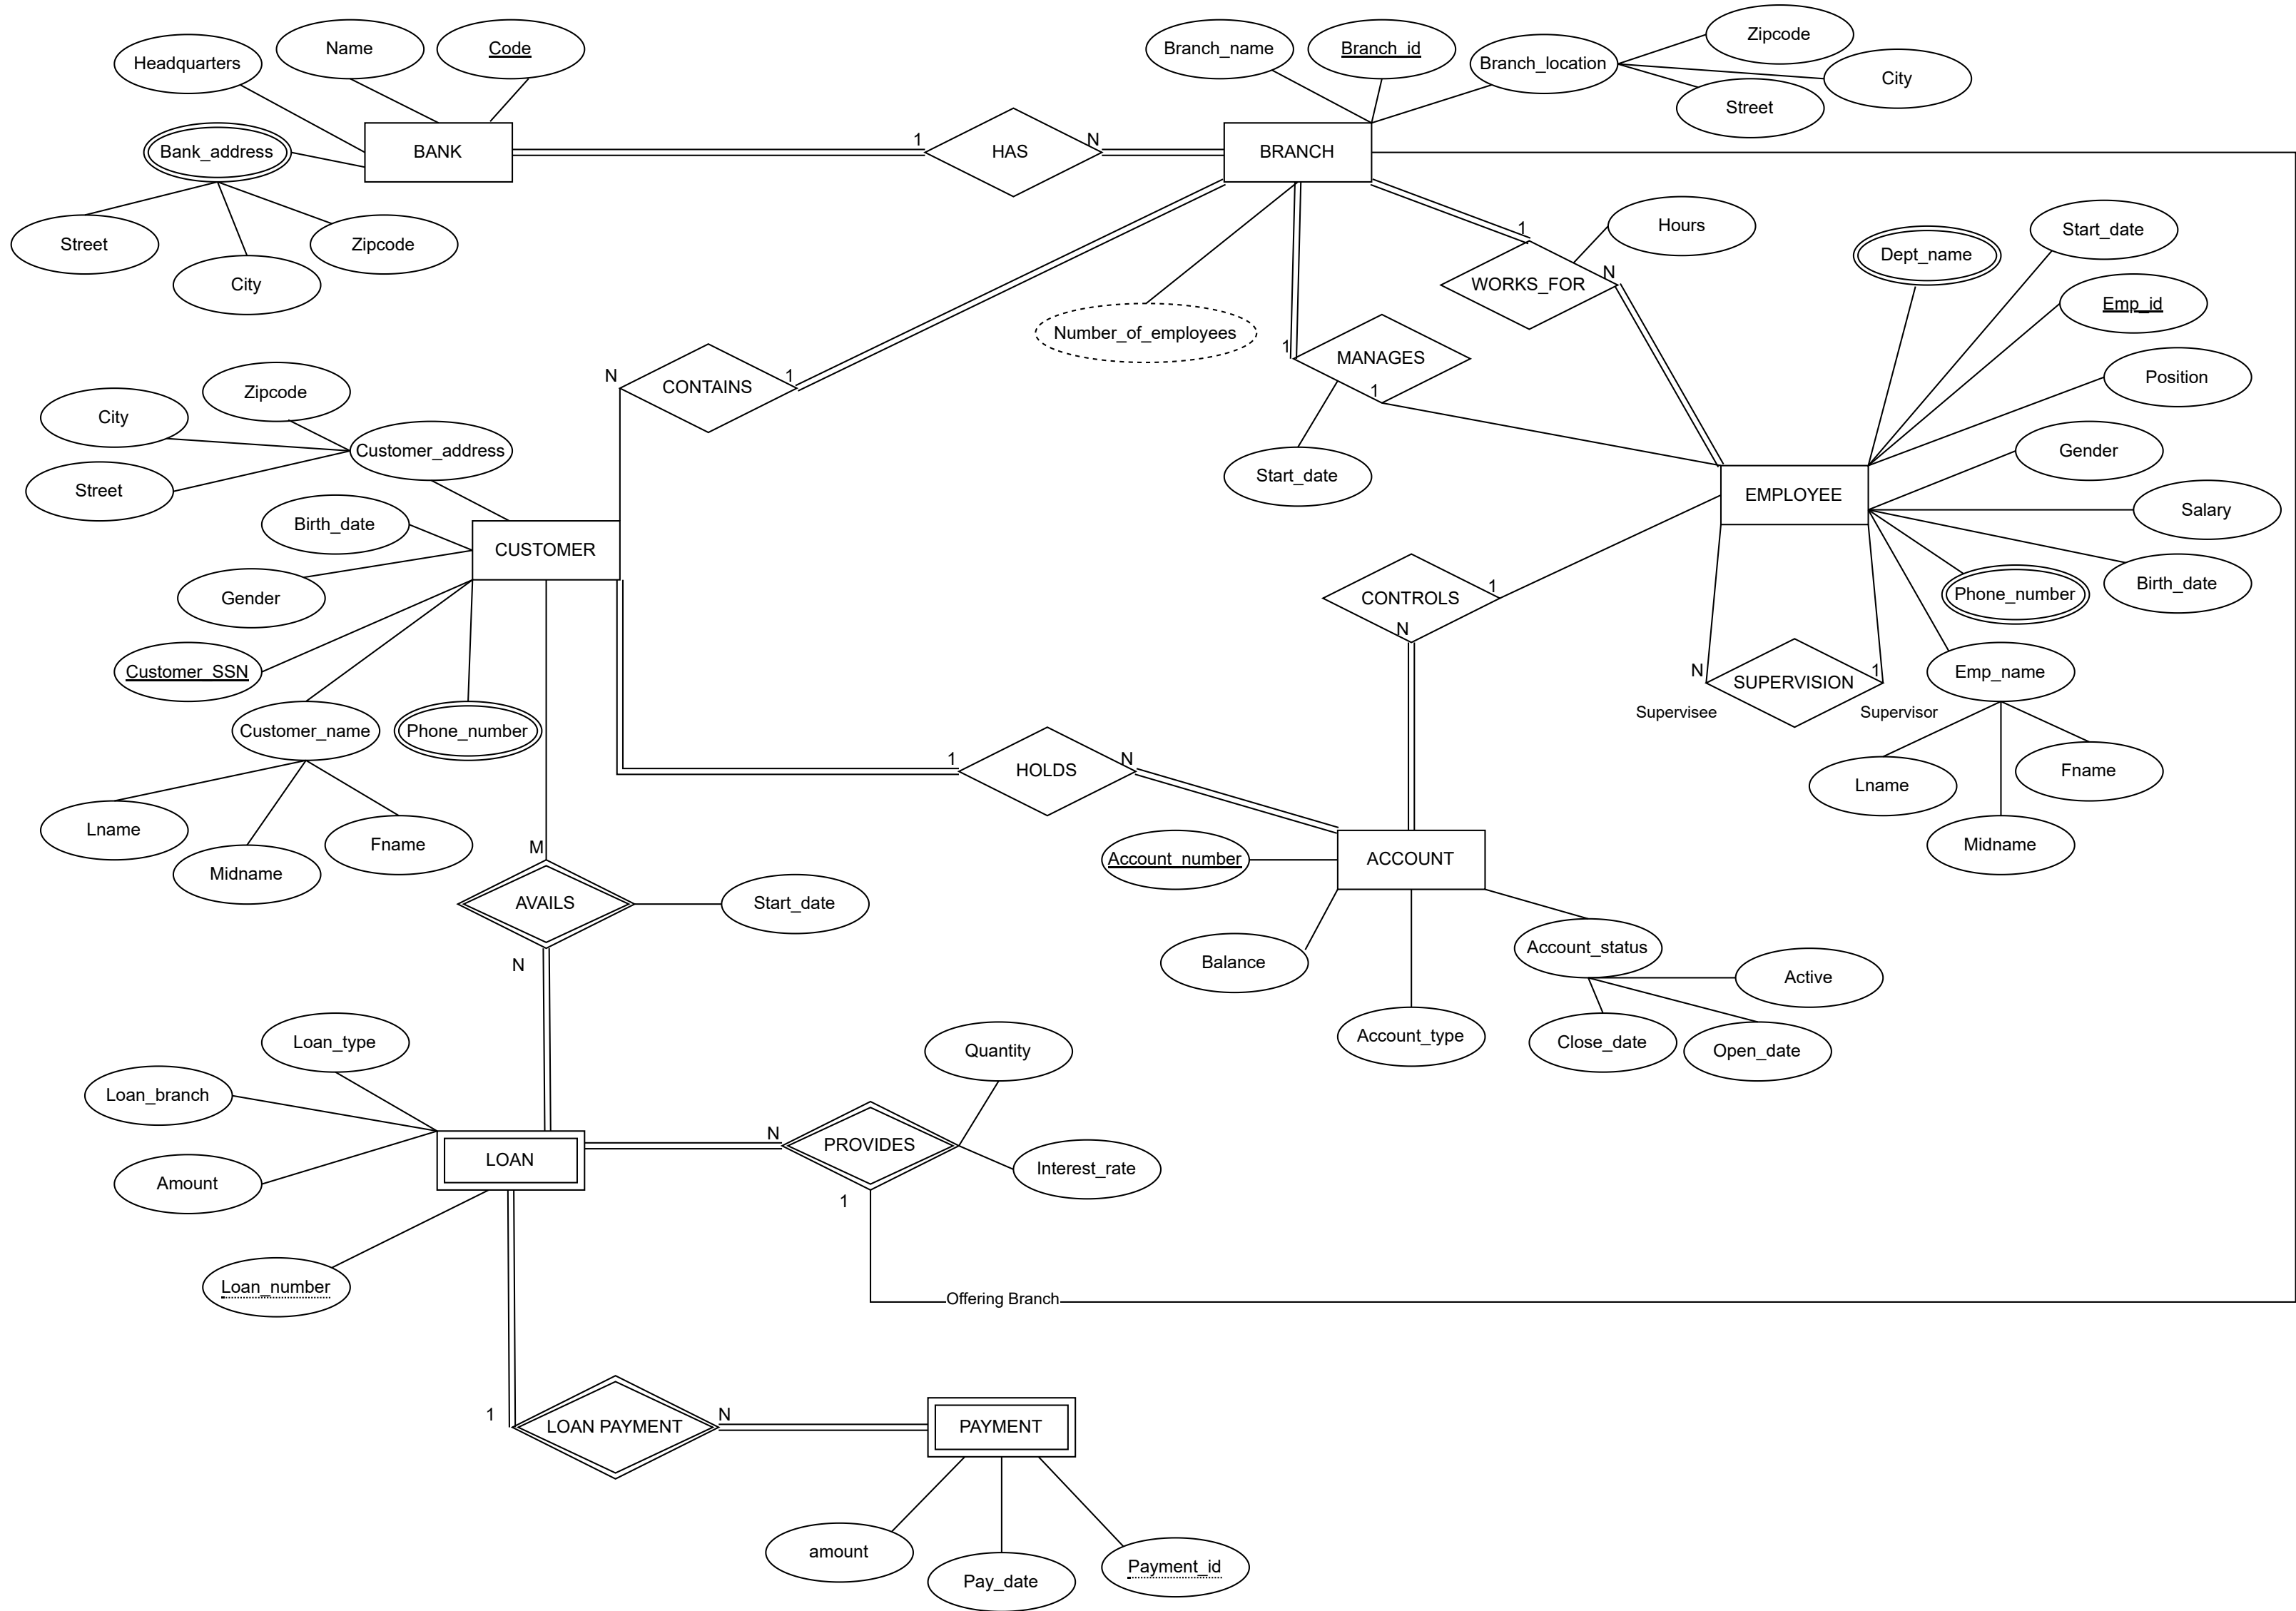 Headquarters
Name
Code
Branch_name
Branch_id
Branch_location
Zipcode
City
Street
Bank_address
BANK
1
HAS
N
BRANCH
Street
City
Zipcode
Hours
1
N
WORKS_FOR
Dept_name
Start_date
Emp_id
Position
Gender
Salary
Birth_date
Phone_number
EMPLOYEE
Number_of_employees
1
MANAGES
1
Start_date
N
CONTAINS
1
Zipcode
City
Customer_address
Street
Birth_date
CUSTOMER
Gender
Customer_SSN
Customer_name
Phone_number
Lname
Midname
Fname
CONTROLS
1
N
N
SUPERVISION
1
Supervisee
Supervisor
Emp_name
Lname
Fname
Midname
1
HOLDS
N
M
AVAILS
Start_date
N
Account_number
ACCOUNT
Balance
Account_type
Account_status
Active
Close_date
Open_date
Loan_type
Loan_branch
Amount
LOAN
Loan_number
N
PROVIDES
1
Quantity
Interest_rate
Offering Branch
1
LOAN PAYMENT
N
PAYMENT
amount
Pay_date
Payment_id